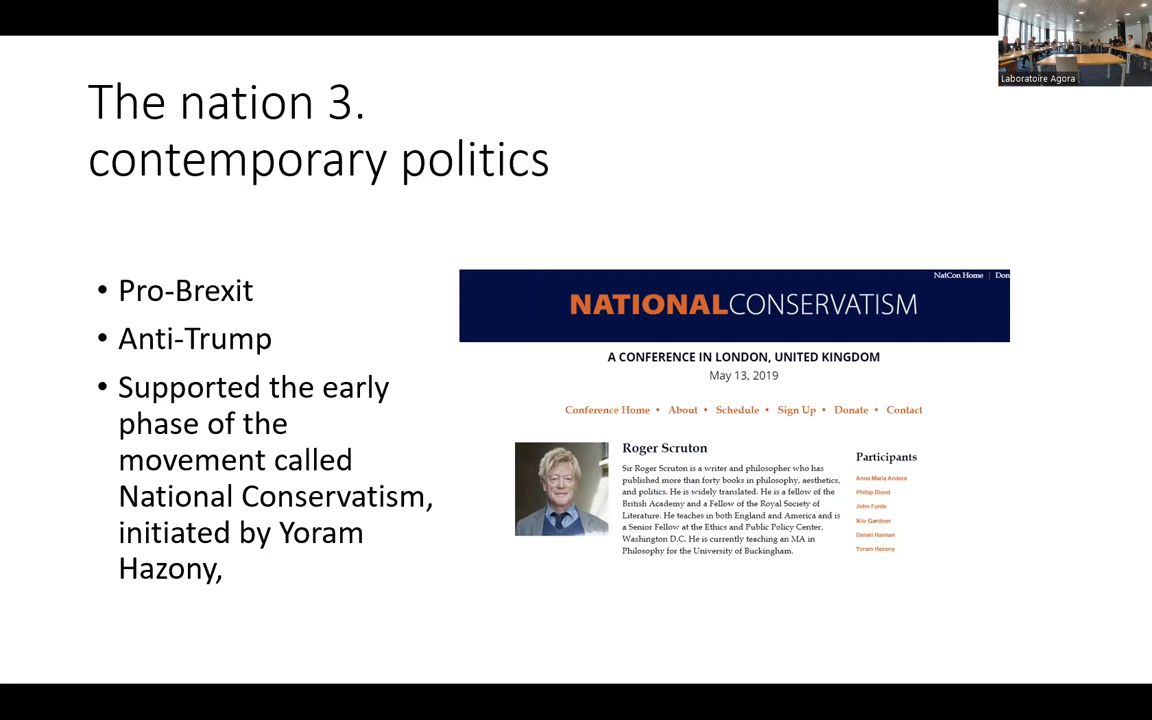 Laboratoire Agora
The nation 3.
contemporary politics
• Pro-Brexit
• Anti-Trump
• Supported the early
phase of the
movement called
National Conservatism,
initiated by Yoram
Hazony,
NatCon Home | Don
NATIONALCONSERVATISM
A CONFERENCE IN LONDON, UNITED KINGDOM
May 13, 2019
Conference Home • About • Schedule • Sign Up • Donate • Contact
Roger Scruton
Sir Roger Scruton is a writer and philosopher who has
published more than forty books in philosophy, aesthetics,
and politics. He is widely translated. He is a fellow of the
British Academy and a Fellow of the Royal Society of
Literature. He teaches in both England and America and is
a Senior Fellow at the Ethics and Public Policy Center,
Washington D.C. He is currently teaching an MA in
Philosophy for the University of Buckingham.
Participants
Anna Maria Anders
Phillip Blond
John Fonte
Nile Gardiner
Daniel Hannan
Yoram Hazony